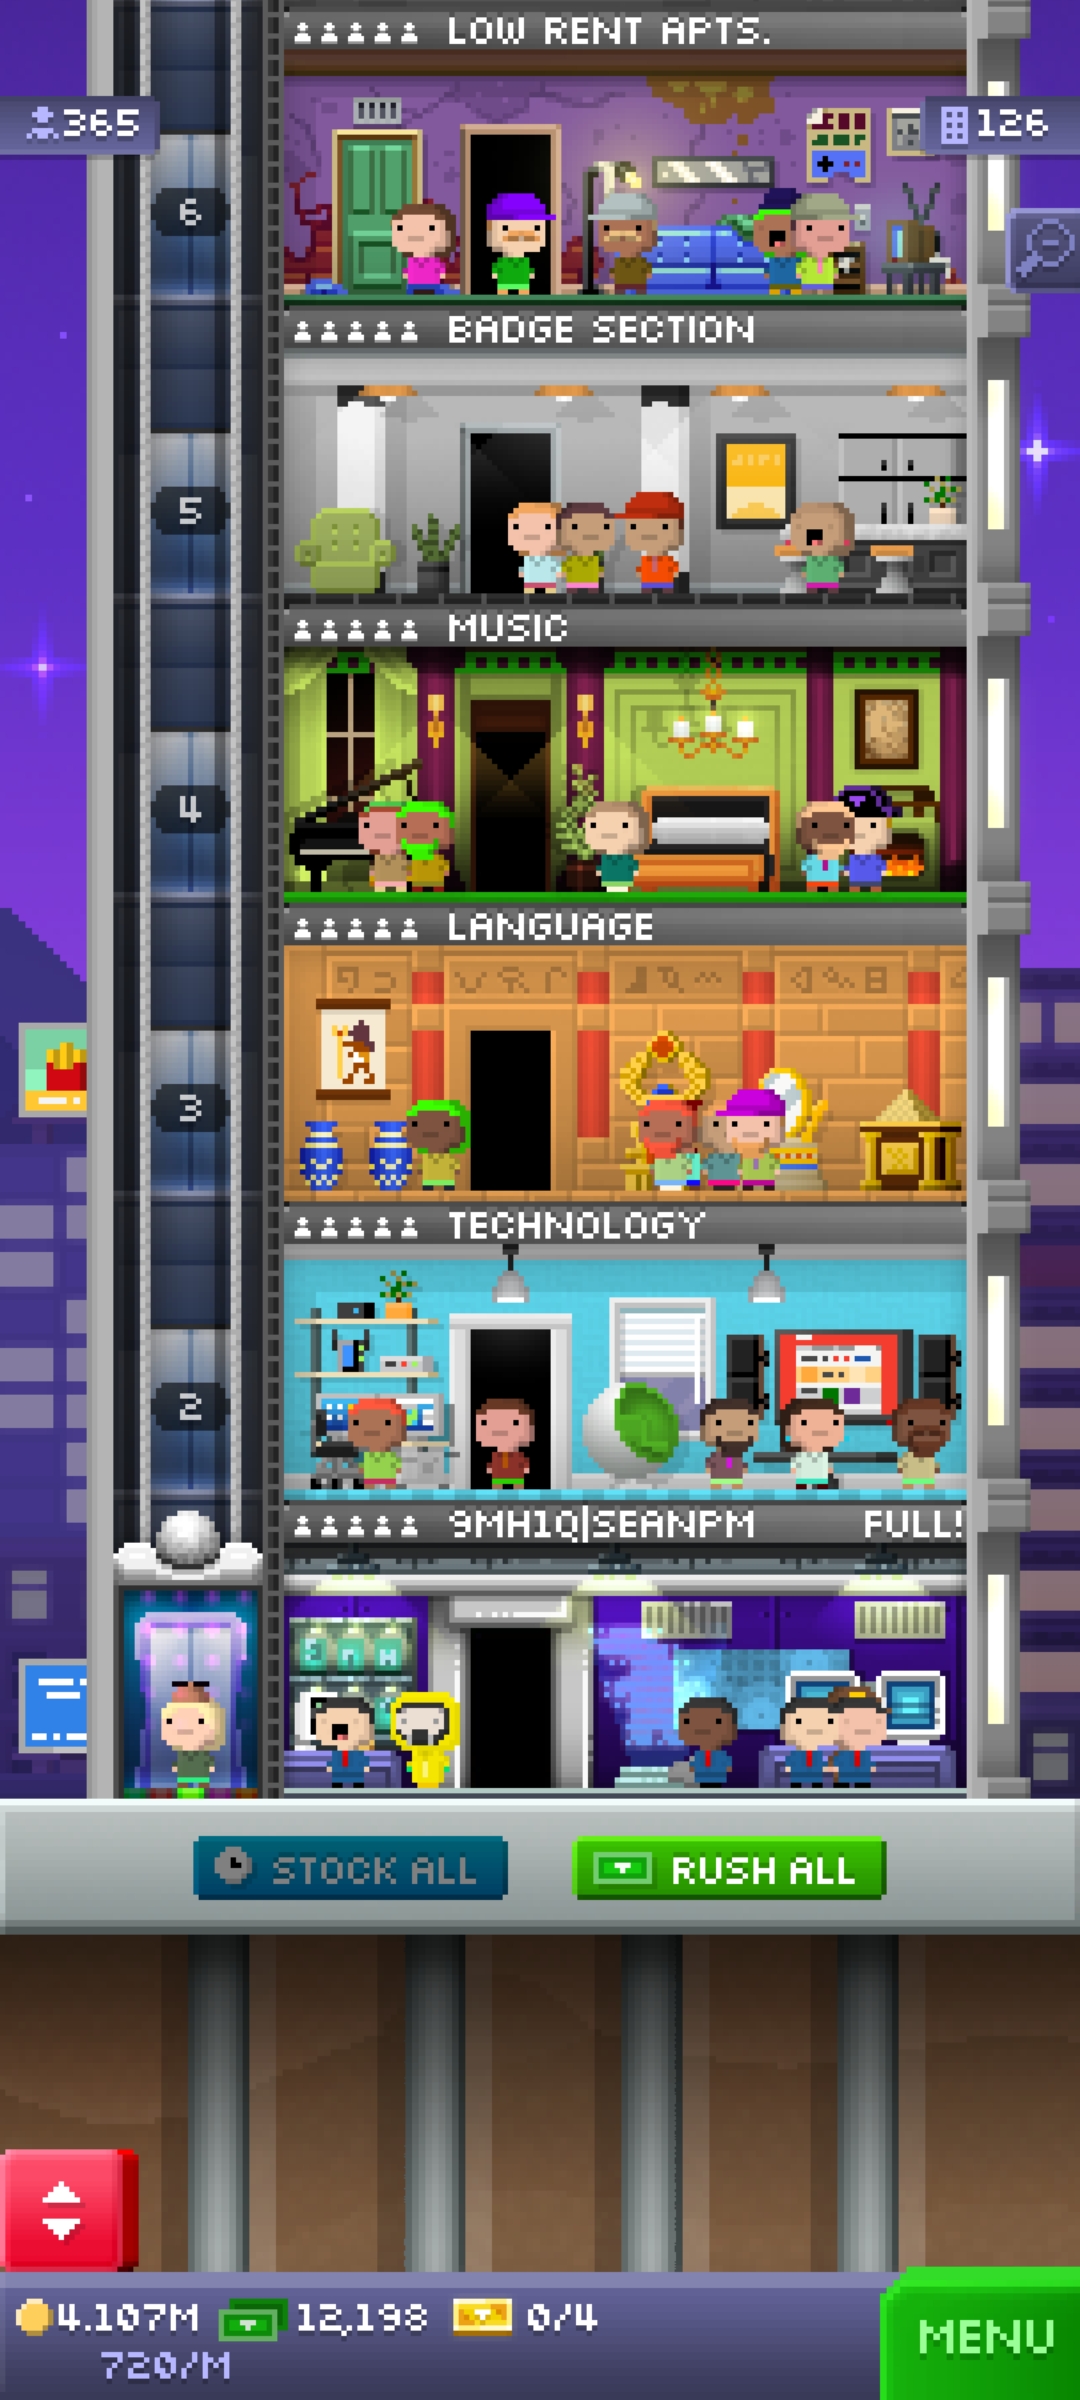 LOW RENT APTS.
365
126
6
BADGE SECTION
5
MUSIC
4
LANGUAGE
3
TECHNOLOGY
2
9MH1Q|SEANPM FULL!
STOCK ALL
RUSH ALL
4.107M 12,198 0/4
720/M
MENU